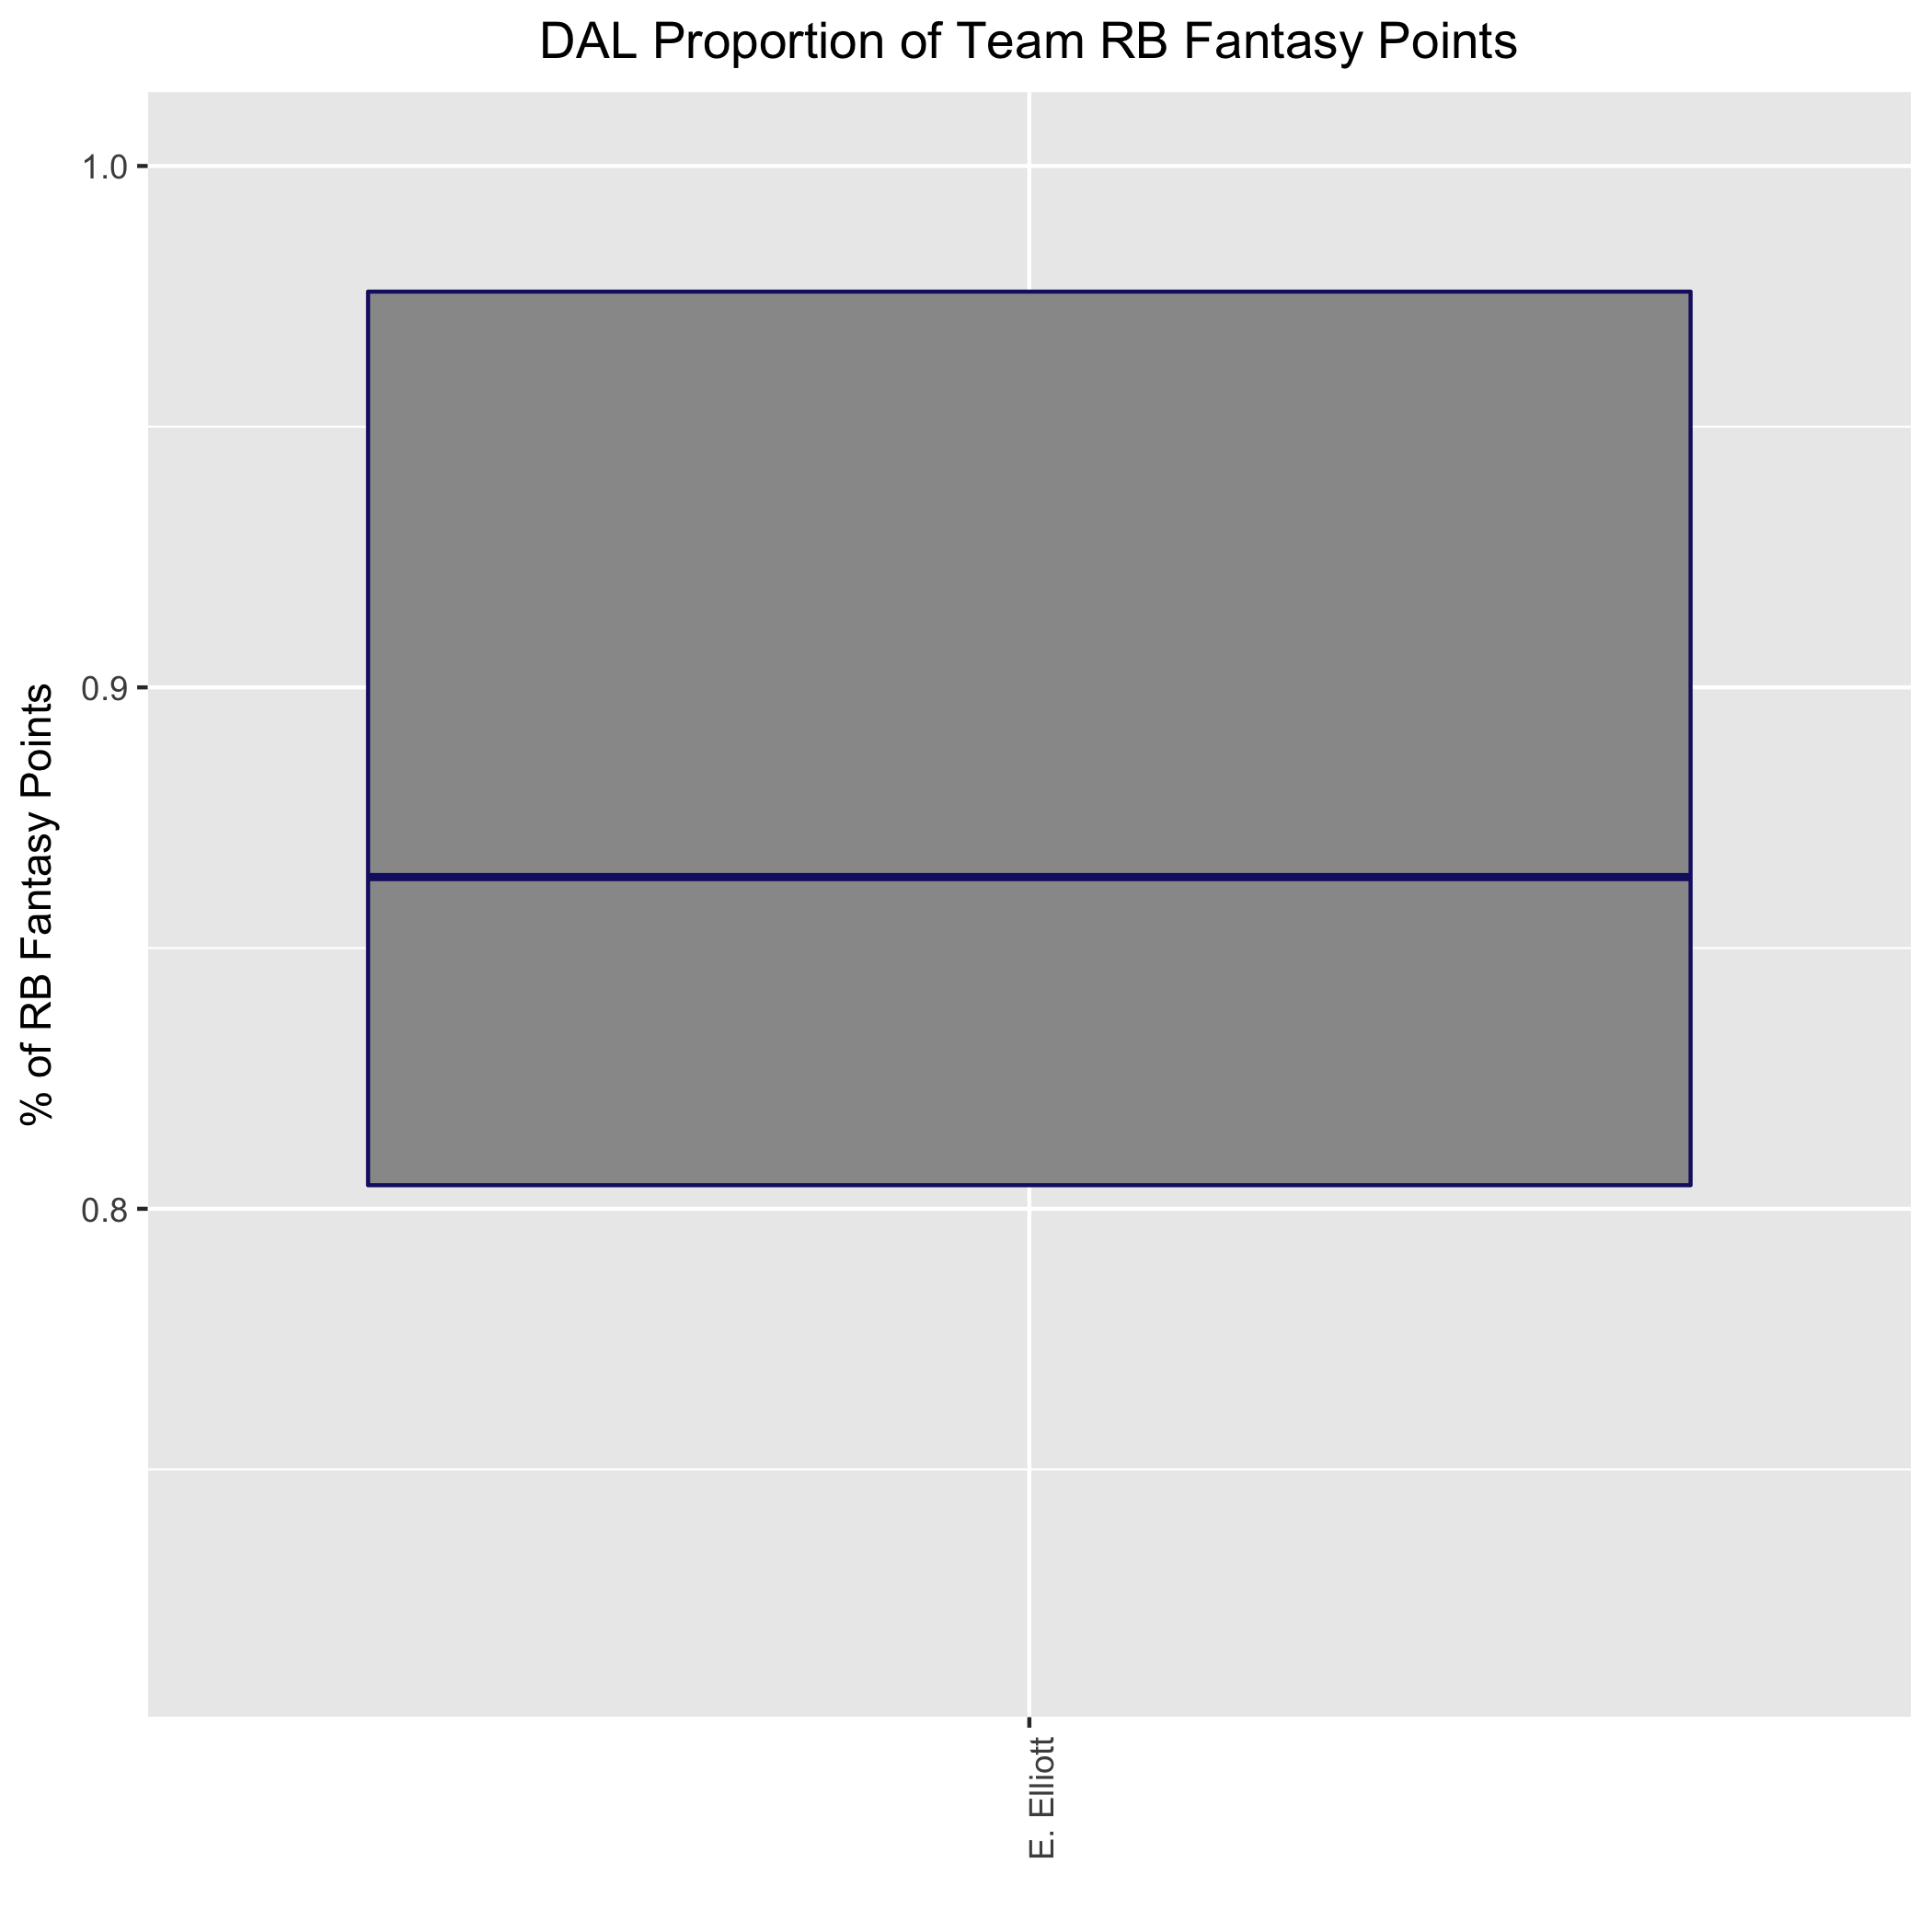 DAL Proportion of Team RB Fantasy Points
% of RB Fantasy Points
1.0
0.9
0.8
E. Elliott